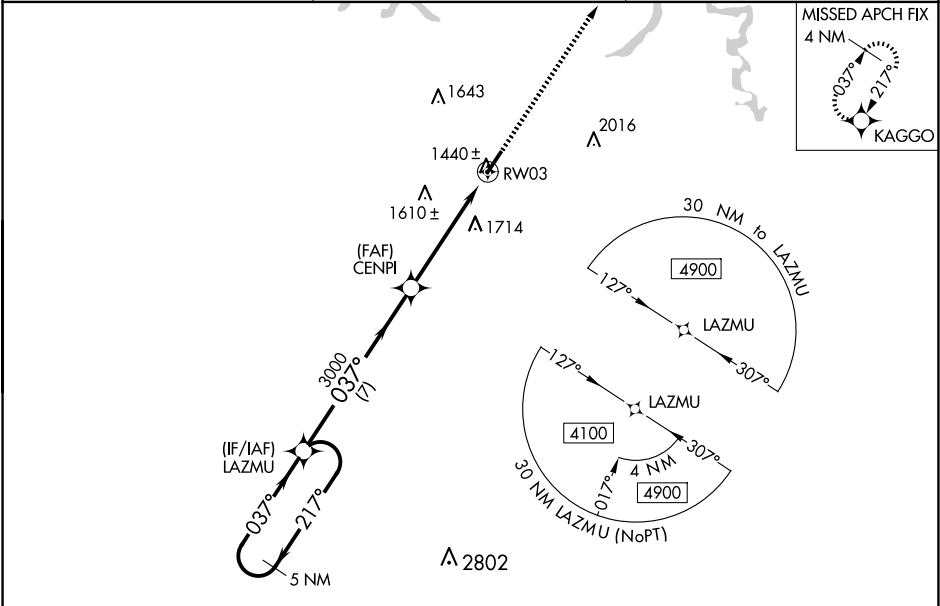 MISSED APCH FIX
4 NM
037°
217°
KAGGO
1643
2016
1440 ±
RW03
1610 ±
1714
(FAF)
CENPI
3000
037°
(7)
(IF/IAF)
LAZMU
037°
217°
5 NM
2802
30 NM to LAZMU
4900
127°
LAZMU
307°
127°
LAZMU
4100
307°
4 NM
017°
4900
30 NM LAZMU (NoPT)